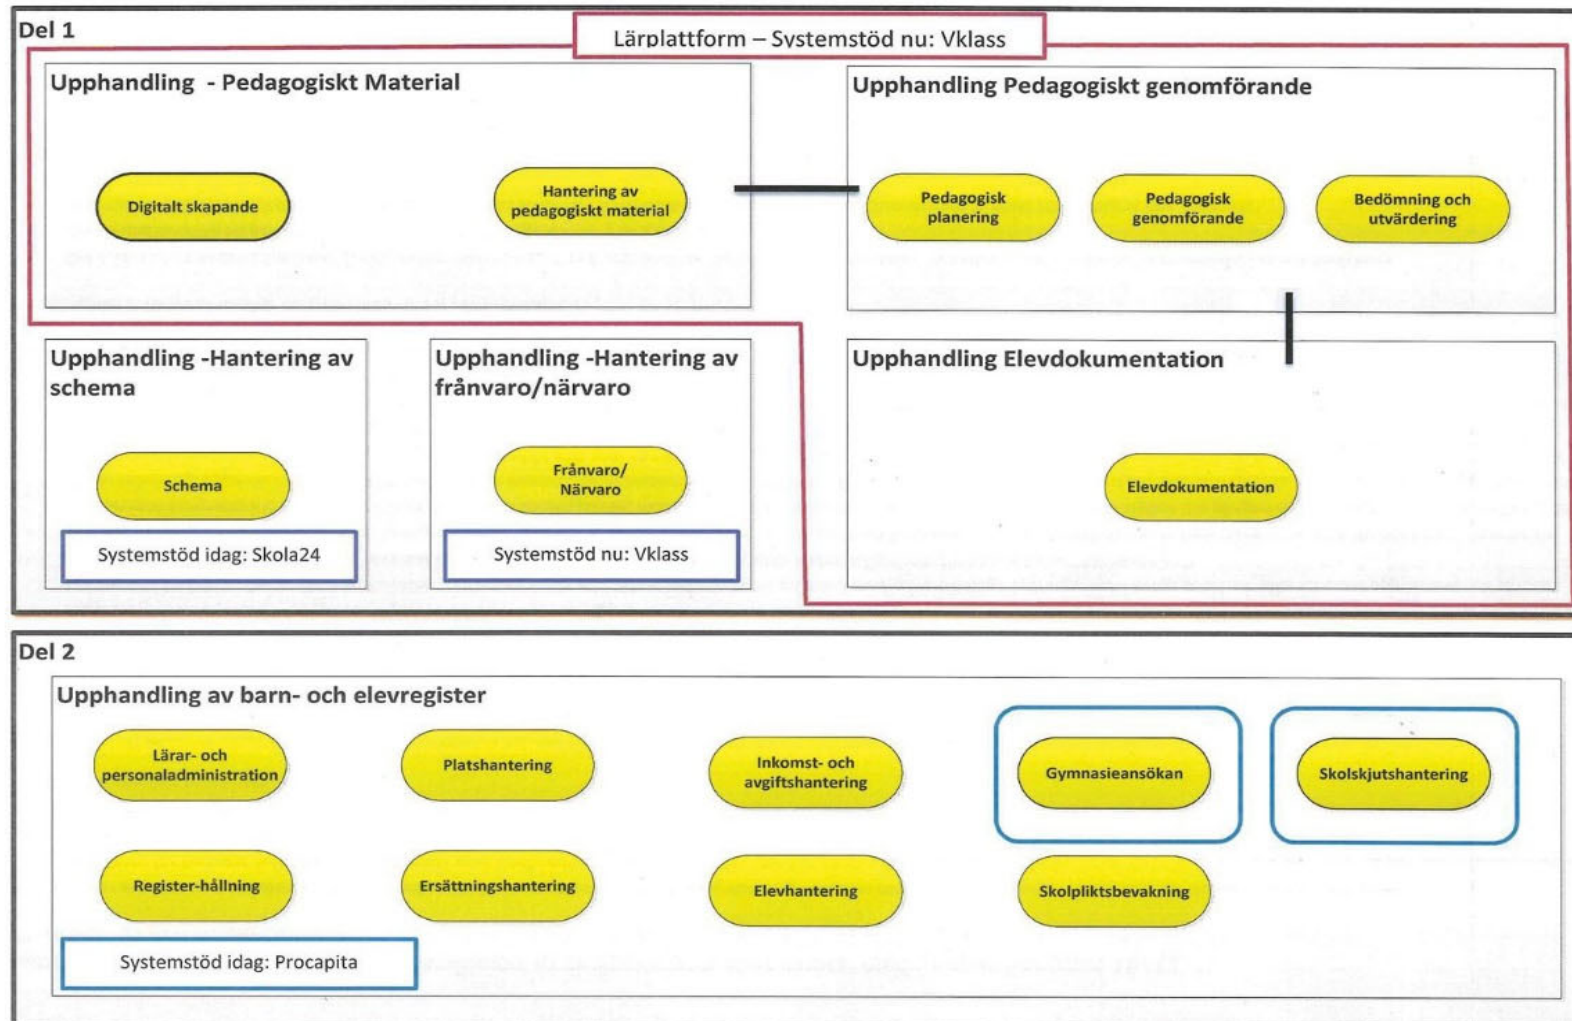 Del 1
Lärplattform – Systemstöd nu: Vklass
Upphandling - Pedagogiskt Material
Digitalt skapande
Hantering av
pedagogiskt material
Upphandling Pedagogiskt genomförande
Pedagogisk
planering
Pedagogisk
genomförande
Bedömning och
utvärdering
Upphandling -Hantering av
schema
Schema
Systemstöd idag: Skola24
Upphandling -Hantering av
frånvaro/närvaro
Frånvaro/
Närvaro
Systemstöd nu: Vklass
Upphandling Elevdokumentation
Elevdokumentation
Del 2
Upphandling av barn- och elevregister
Lärar- och
personaladministration
Platshantering
Inkomst- och
avgiftshantering
Gymnasieansökan
Skolskjutshantering
Register-hållning
Ersättningshantering
Elevhantering
Skolpliktsbevakning
Systemstöd idag: Procapita